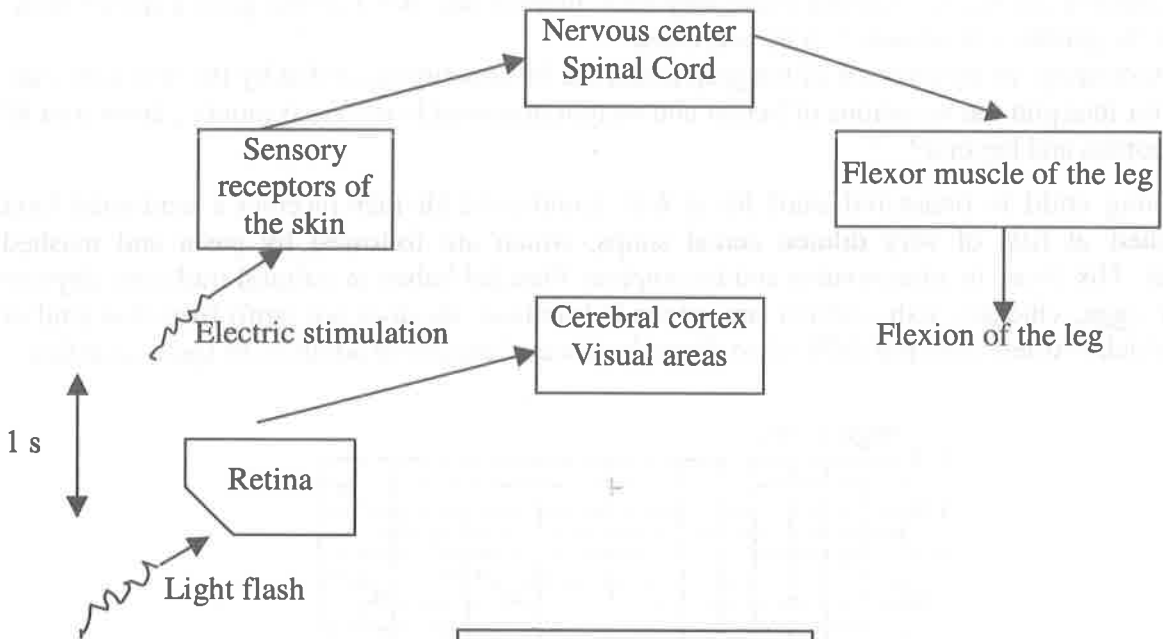 Nervous center
Spinal Cord
Sensory
receptors of
the skin
Flexor muscle of the leg
Electric stimulation
Cerebral cortex
Visual areas
Flexion of the leg
1 s
Retina
Light flash